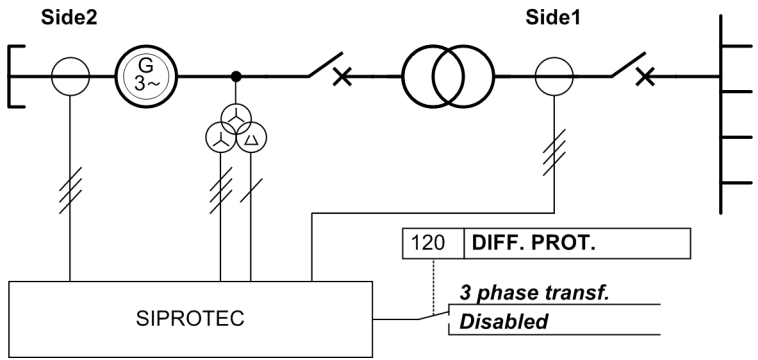 Side2
Side1
G
3~
120 DIFF. PROT.
3 phase transf.
SIPROTEC
Disabled